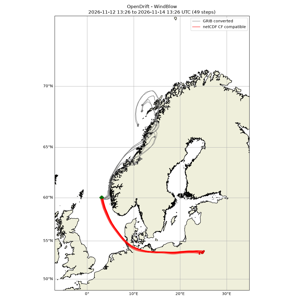 OpenDrift - WindBlow
2026-11-12 13:26 to 2026-11-14 13:26 UTC (49 steps)
GRIB converted
netCDF CF compatible
70°N
65°N
60°N
55°N
50°N
0°
10°E
20°E
30°E